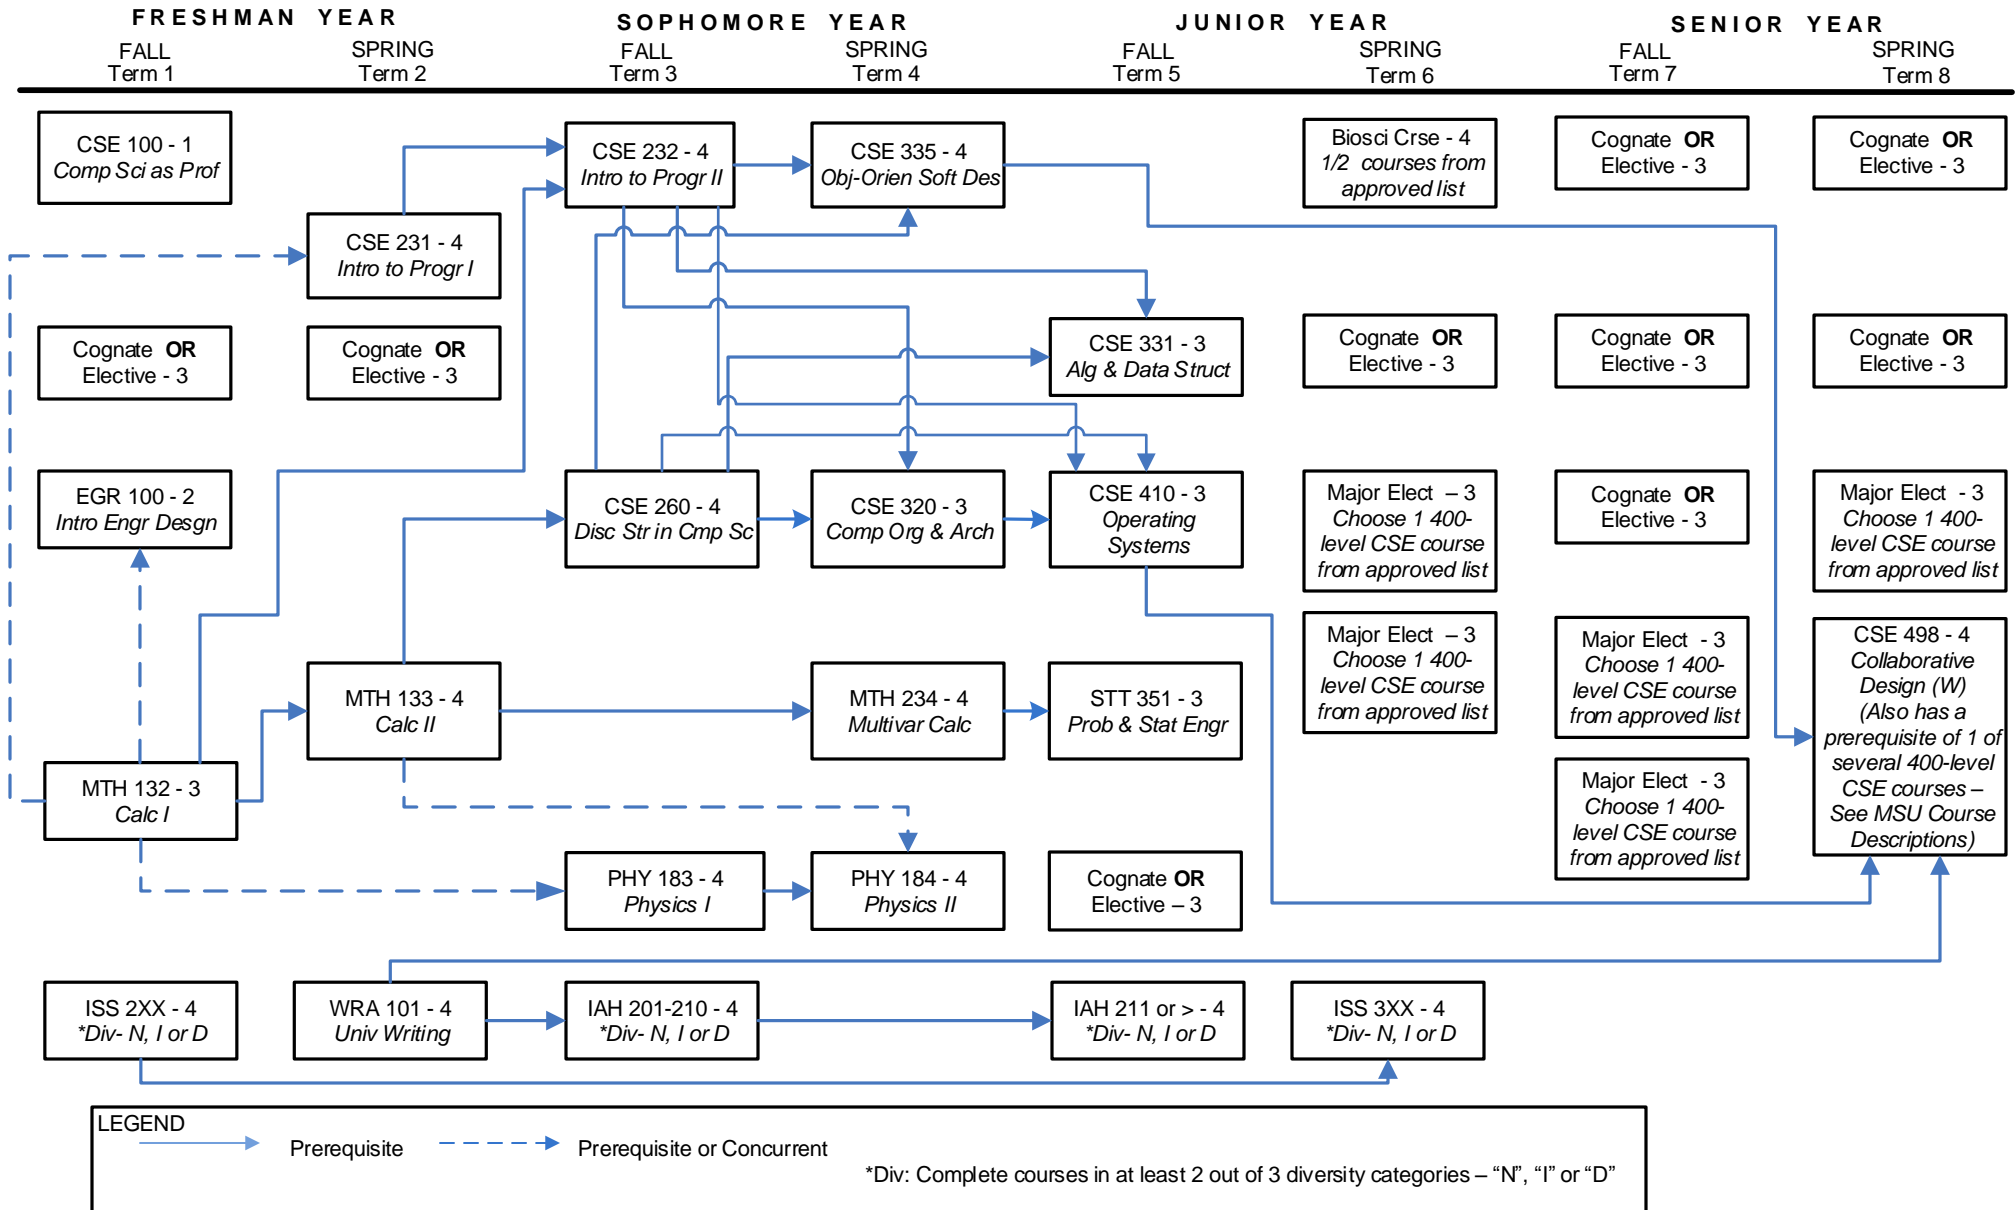 FRESHMAN YEAR
SOPHOMORE YEAR
JUNIOR YEAR
SENIOR YEAR
FALL
Term 1
SPRING
Term 2
FALL
Term 3
SPRING
Term 4
FALL
Term 5
SPRING
Term 6
FALL
Term 7
SPRING
Term 8
CSE 100 - 1
Comp Sci as Prof
CSE 232 - 4
Intro to Progr II
CSE 335 - 4
Obj-Orien Soft Des
Biosci Crse - 4
1/2 courses from
approved list
Cognate OR
Elective - 3
Cognate OR
Elective - 3
CSE 231 - 4
Intro to Progr I
Cognate OR
Elective - 3
Cognate OR
Elective - 3
CSE 331 - 3
Alg & Data Struct
Cognate OR
Elective - 3
Cognate OR
Elective - 3
Cognate OR
Elective - 3
EGR 100 - 2
Intro Engr Desgn
CSE 260 - 4
Disc Str in Cmp Sc
CSE 320 - 3
Comp Org & Arch
CSE 410 - 3
Operating
Systems
Major Elect – 3
Choose 1 400-
level CSE course
from approved list
Cognate OR
Elective - 3
Major Elect - 3
Choose 1 400-
level CSE course
from approved list
MTH 133 - 4
Calc II
MTH 234 - 4
Multivar Calc
STT 351 - 3
Prob & Stat Engr
Major Elect – 3
Choose 1 400-
level CSE course
from approved list
Major Elect - 3
Choose 1 400-
level CSE course
from approved list
CSE 498 - 4
Collaborative
Design (W)
(Also has a
prerequisite of 1 of
several 400-level
CSE courses –
See MSU Course
Descriptions)
MTH 132 - 3
Calc I
Major Elect - 3
Choose 1 400-
level CSE course
from approved list
PHY 183 - 4
Physics I
PHY 184 - 4
Physics II
Cognate OR
Elective – 3
ISS 2XX - 4
*Div- N, I or D
WRA 101 - 4
Univ Writing
IAH 201-210 - 4
*Div- N, I or D
IAH 211 or > - 4
*Div- N, I or D
ISS 3XX - 4
*Div- N, I or D
LEGEND
Prerequisite
Prerequisite or Concurrent
*Div: Complete courses in at least 2 out of 3 diversity categories – “N”, “I” or “D”